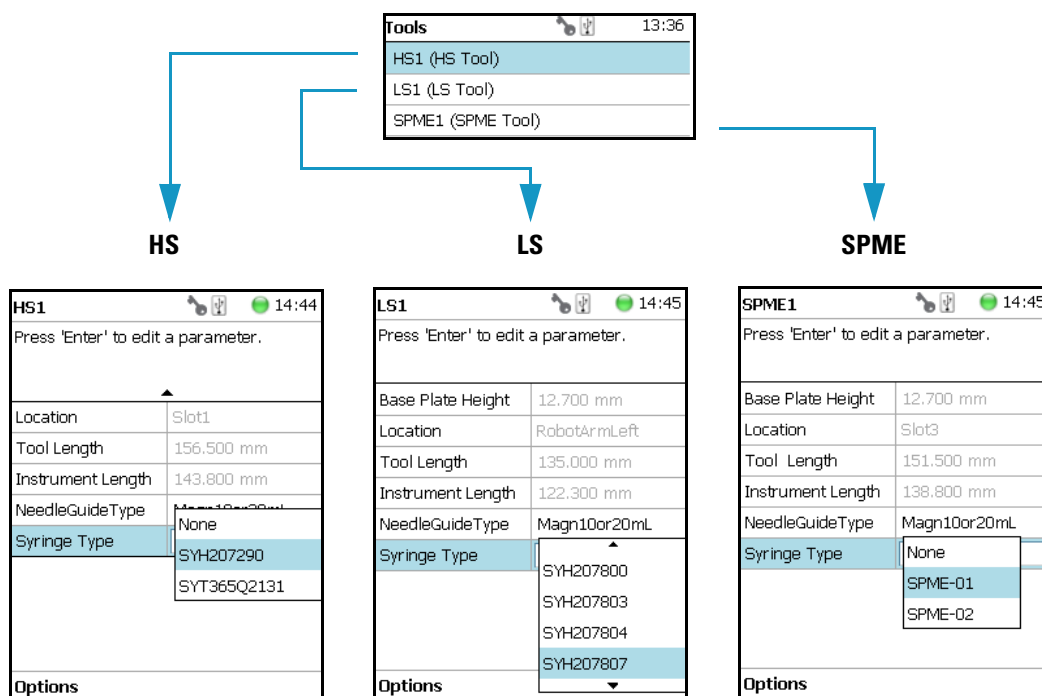 Tools 13:36
HS1 (HS Tool)
LS1 (LS Tool)
SPME1 (SPME Tool)
HS
LS
SPME
HS1 14:44
Press 'Enter' to edit a parameter.
Location Slot1
Tool Length 156.500 mm
Instrument Length 143.800 mm
NeedleGuideType
None
Syringe Type
SYH207290
SYT365Q2131
Options
LS1 14:45
Press 'Enter' to edit a parameter.
Base Plate Height 12.700 mm
Location RobotArmLeft
Tool Length 135.000 mm
Instrument Length 122.300 mm
NeedleGuideType Magn10or20mL
Syringe Type
SYH207800
SYH207803
SYH207804
SYH207807
Options
SPME1 14:45
Press 'Enter' to edit a parameter.
Base Plate Height 12.700 mm
Location Slot3
Tool Length 151.500 mm
Instrument Length 138.800 mm
NeedleGuideType Magn10or20mL
Syringe Type None
SPME-01
SPME-02
Options